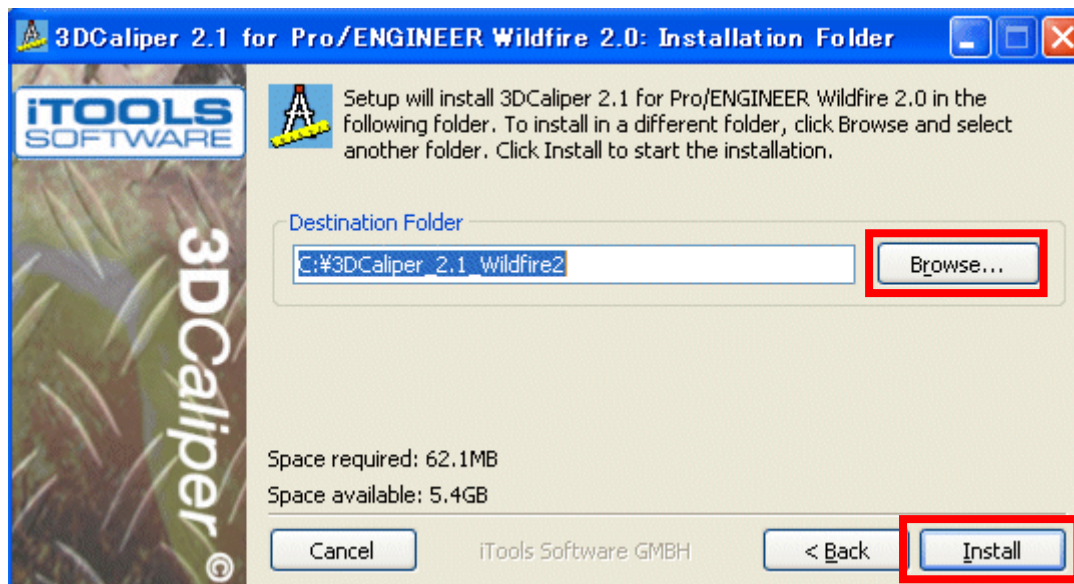 3DCaliper 2.1 for Pro/ENGINEER Wildfire 2.0: Installation Folder
iTOOLS
SOFTWARE
3DCaliper ©
Setup will install 3DCaliper 2.1 for Pro/ENGINEER Wildfire 2.0 in the
following folder. To install in a different folder, click Browse and select
another folder. Click Install to start the installation.
Destination Folder
C:¥3DCaliper_2.1_Wildfire2
Browse...
Space required: 62.1MB
Space available: 5.4GB
Cancel
iTools Software GMBH
< Back
Install